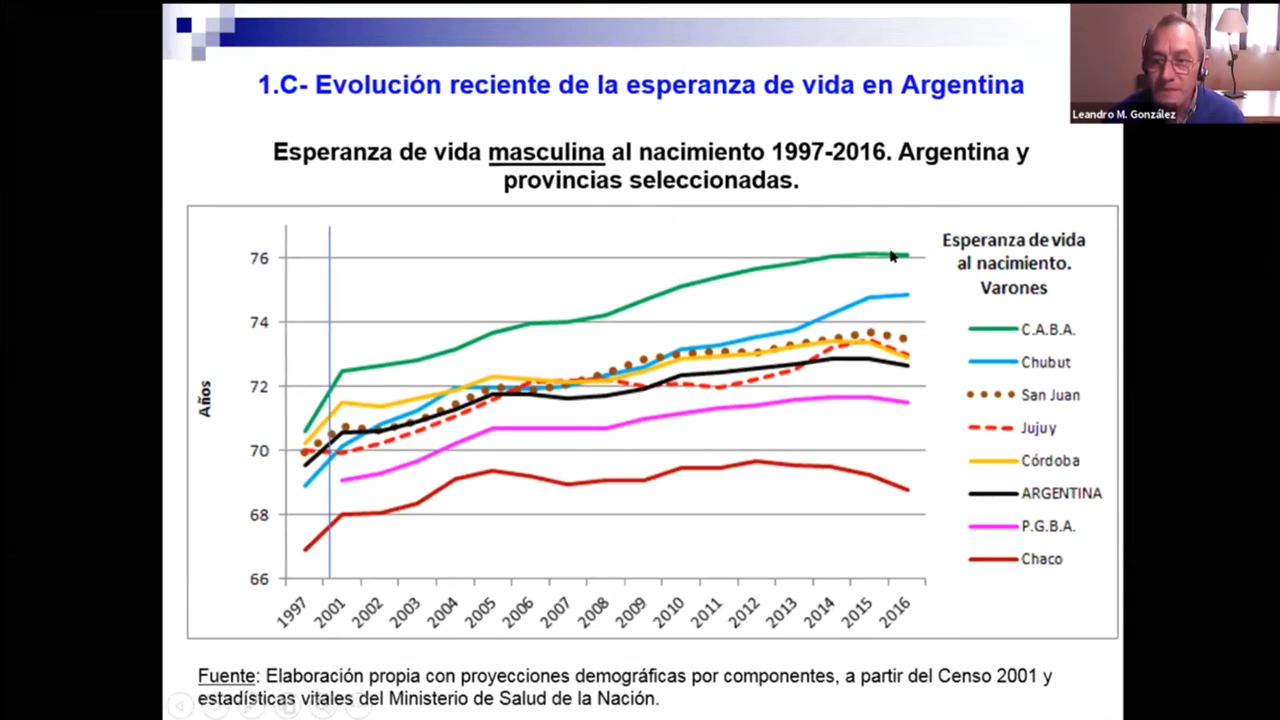 1.C- Evolución reciente de la esperanza de vida en Argentina
Leandro M. González
Esperanza de vida masculina al nacimiento 1997-2016. Argentina y
provincias seleccionadas.
Años
76
74
72
70
68
66
1997
2001
2002
2003
2004
2005
2006
2007
2008
2009
2010
2011
2012
2013
2014
2015
2016
Esperanza de vida
al nacimiento.
Varones
C.A.B.A.
Chubut
San Juan
Jujuy
Córdoba
ARGENTINA
P.G.B.A.
Chaco
Fuente: Elaboración propia con proyecciones demográficas por componentes, a partir del Censo 2001 y
estadísticas vitales del Ministerio de Salud de la Nación.